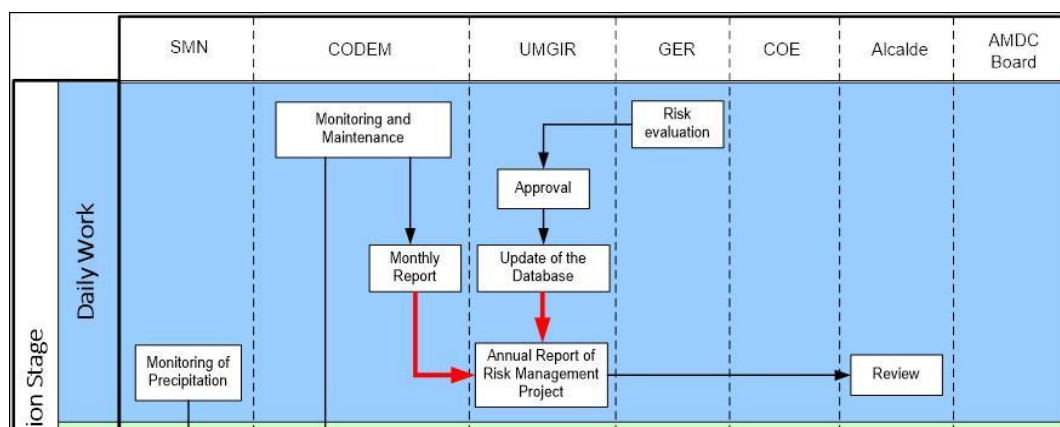 SMN
CODEM
UMGIR
GER
COE
Alcalde
AMDC
Board
Daily Work
ion Stage
Monitoring and
Maintenance
Risk
evaluation
Approval
Monthly
Report
Update of the
Database
Monitoring of
Precipitation
Annual Report of
Risk Management
Project
Review